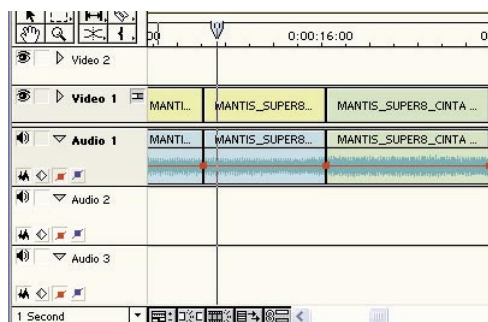 0:00:16:00
Video 2
Video 1 MANTI... MANTIS_SUPER8... MANTIS_SUPER8_CINTA ...
Audio 1 MANTI... MANTIS_SUPER8... MANTIS_SUPER8_CINTA ...
Audio 2
Audio 3
1 Second